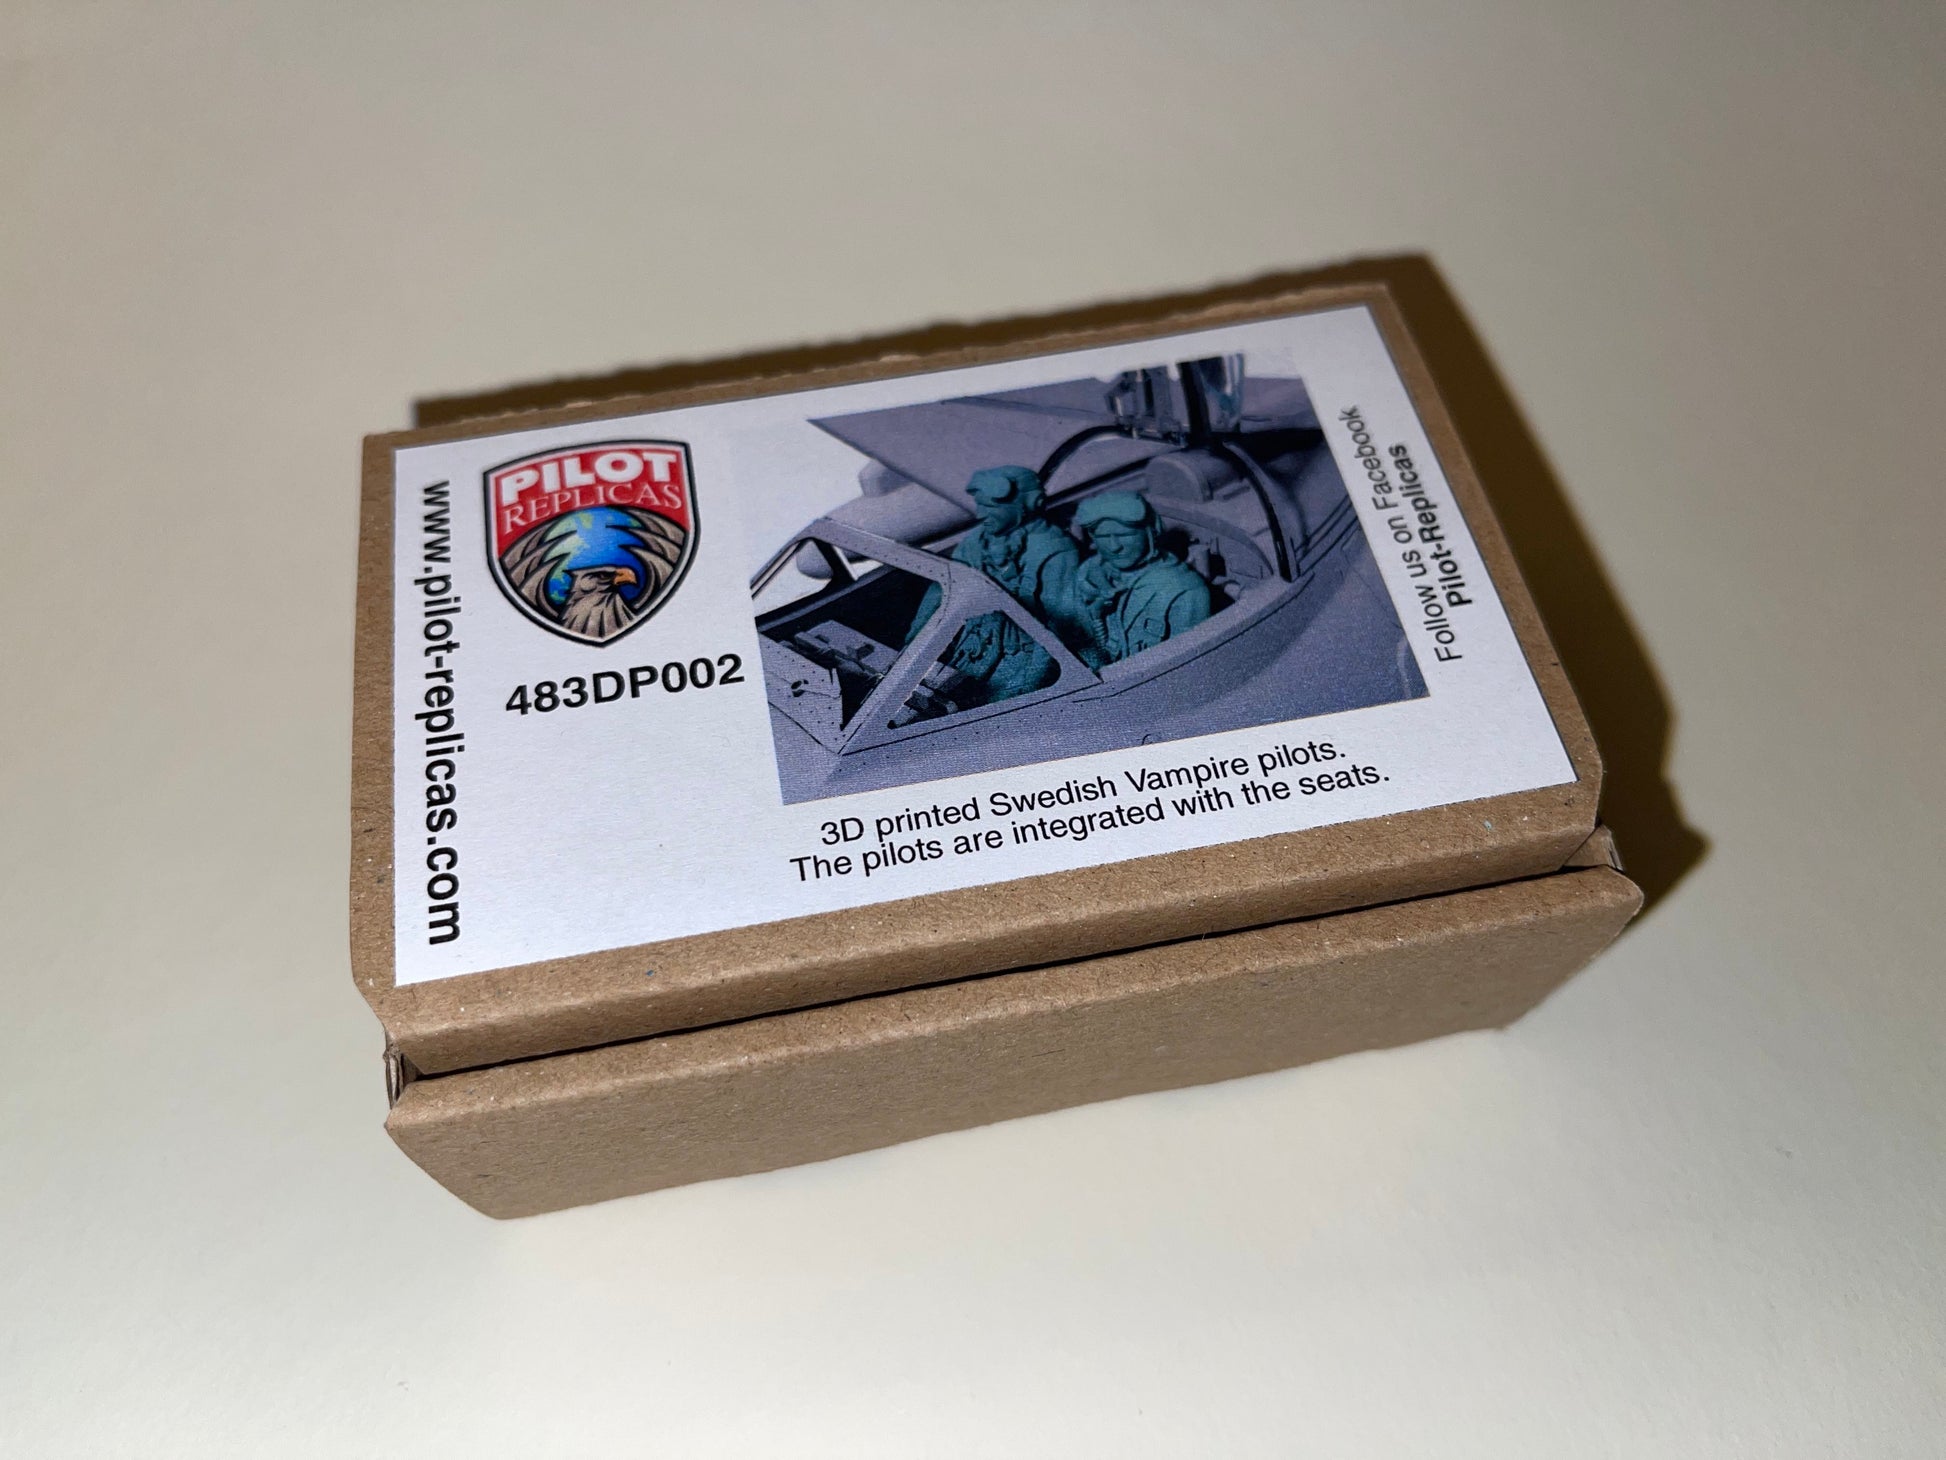 www.pilot-replicas.com
PILOT
REPLICAS
483DP002
3D printed Swedish Vampire pilots.
The pilots are integrated with the seats.
Follow us on Facebook
Pilot-Replicas